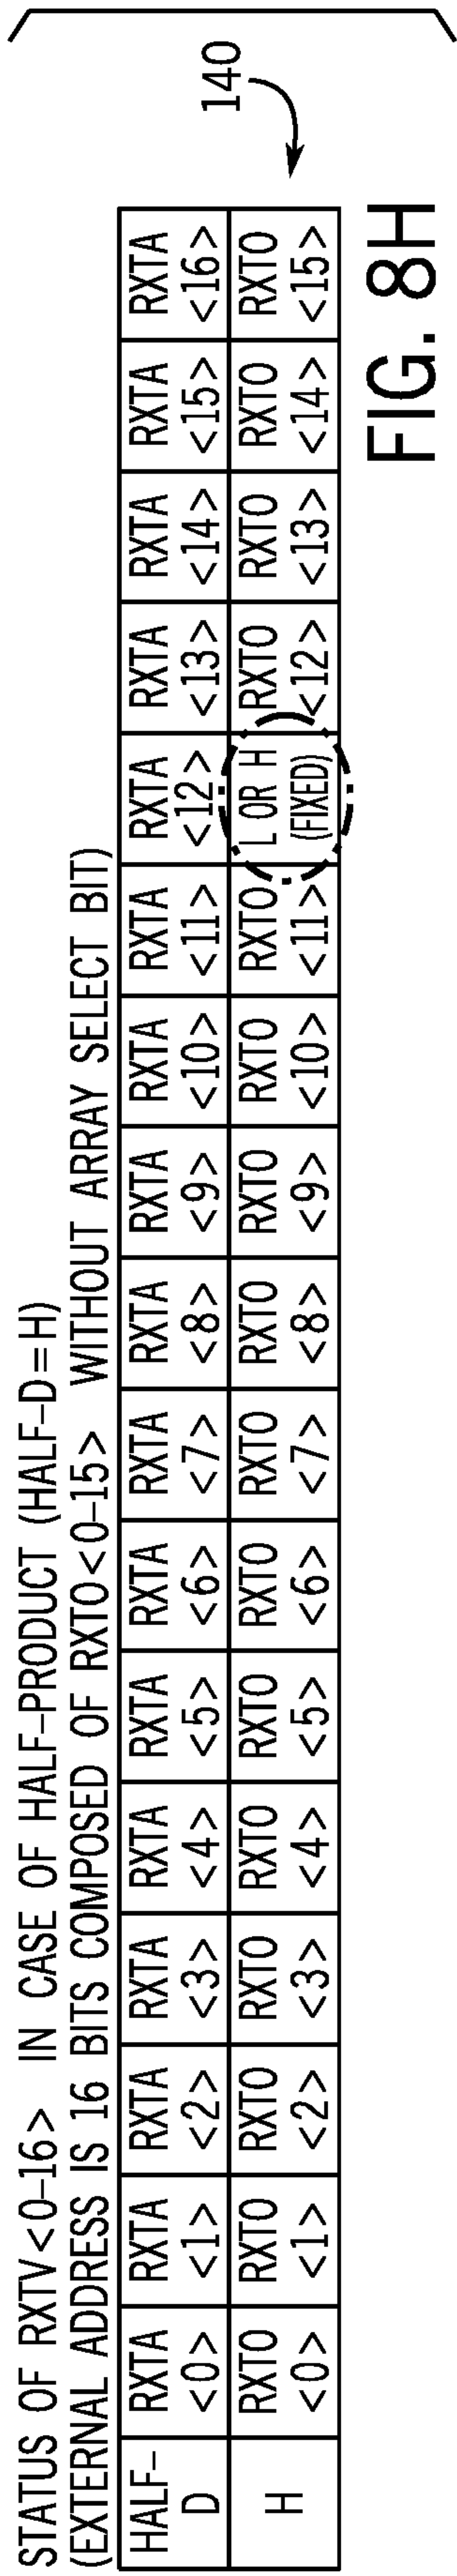 STATUS OF RXTV<0-16> IN CASE OF HALF-PRODUCT (HALF-D=H)
(EXTERNAL ADDRESS IS 16 BITS COMPOSED OF RXTO<0-15> WITHOUT ARRAY SELECT BIT)
140
HALF-D RXTA<0> RXTA<1> RXTA<2> RXTA<3> RXTA<4> RXTA<5> RXTA<6> RXTA<7> RXTA<8> RXTA<9> RXTA<10> RXTA<11> RXTA<12> RXTA<13> RXTA<14> RXTA<15> RXTA<16>
H RXTO<0> RXTO<1> RXTO<2> RXTO<3> RXTO<4> RXTO<5> RXTO<6> RXTO<7> RXTO<8> RXTO<9> RXTO<10> RXTO<11> L OR H (FIXED) RXTO<12> RXTO<13> RXTO<14> RXTO<15>
FIG. 8H